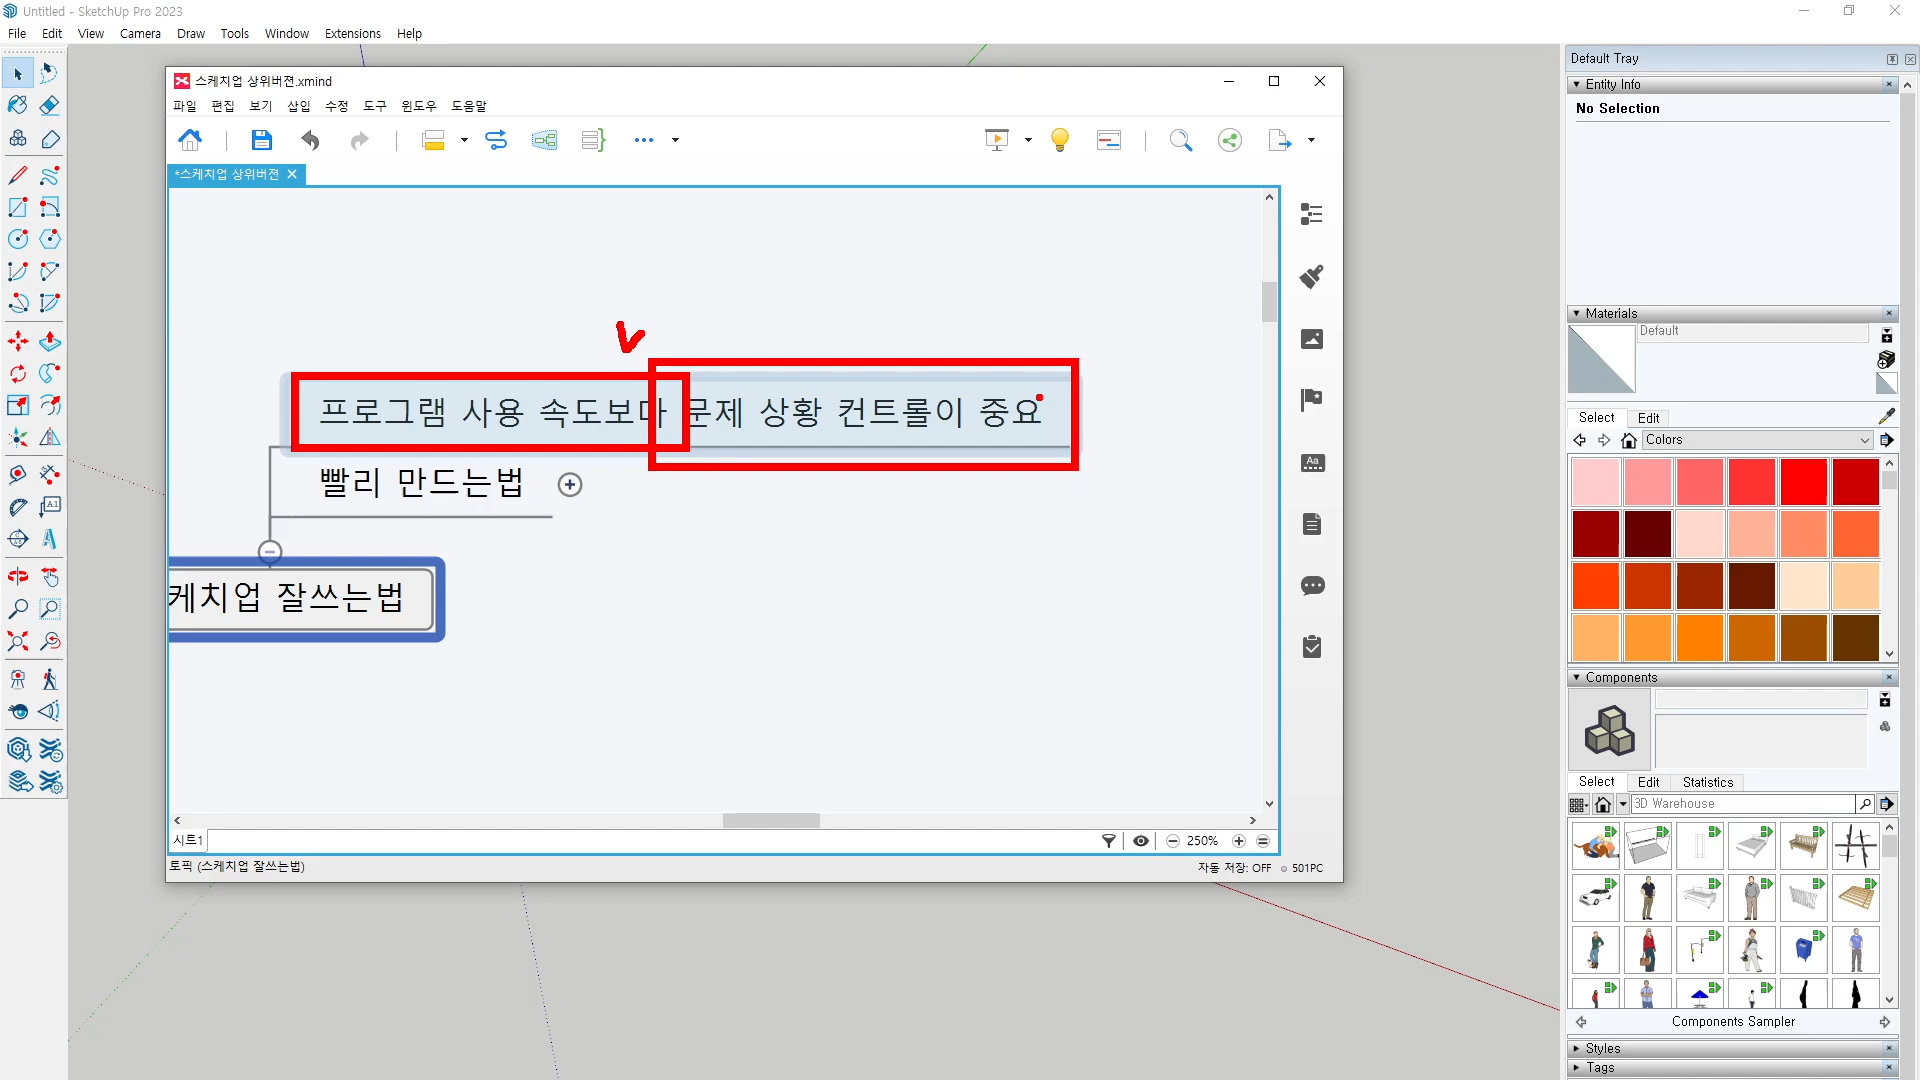 Untitled - SketchUp Pro 2023
File Edit View Camera Draw Tools Window Extensions Help
스케치업 상위버젼.xmind
파일 편집 보기 삽입 수정 도구 윈도우 도움말
*스케치업 상위버젼
프로그램 사용 속도보다 문제 상황 컨트롤이 중요
빨리 만드는법
케치업 잘쓰는법
시트1
250%
토픽 (스케치업 잘쓰는법)
자동 저장: OFF 501PC
Default Tray
Entity Info
No Selection
Materials
Default
Select Edit
Colors
Components
Select Edit Statistics
3D Warehouse
Components Sampler
Styles
Tags